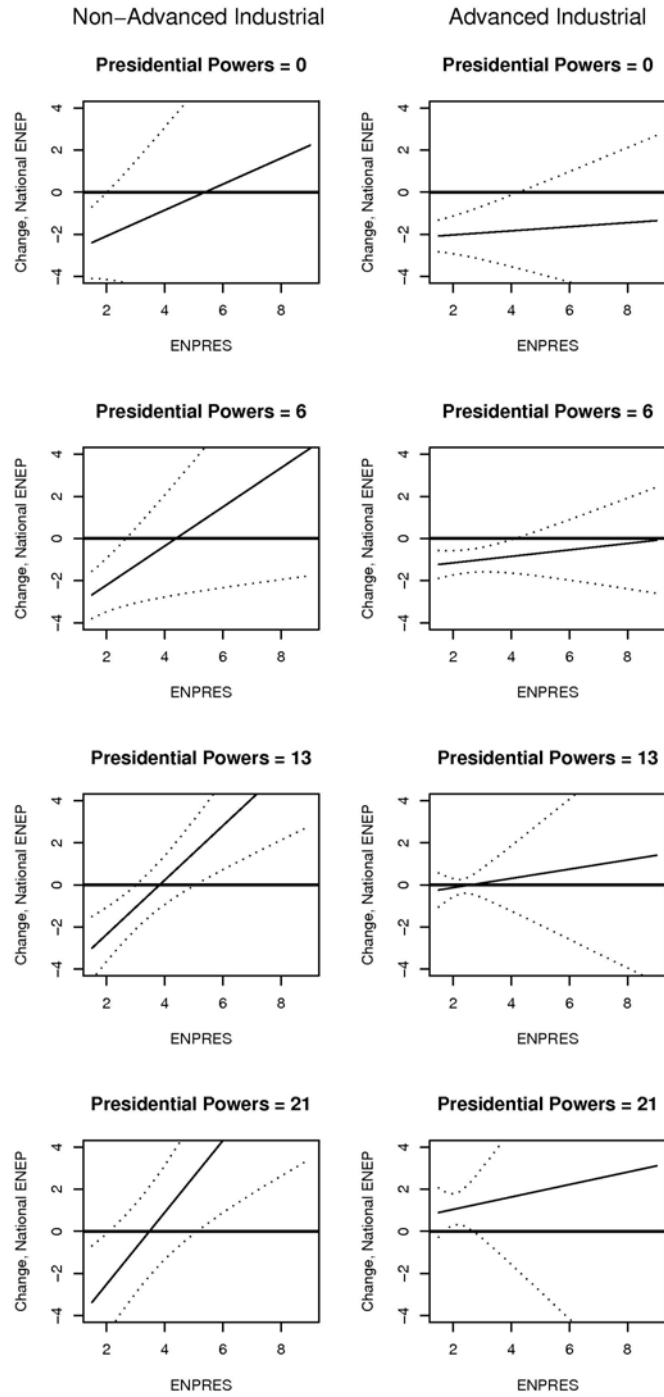 Non−Advanced Industrial
Advanced Industrial
Presidential Powers = 0
Change, National ENEP
4
2
0
−2
−4
2 4 6 8
ENPRES
Presidential Powers = 0
Change, National ENEP
4
2
0
−2
−4
2 4 6 8
ENPRES
Presidential Powers = 6
Change, National ENEP
4
2
0
−2
−4
2 4 6 8
ENPRES
Presidential Powers = 6
Change, National ENEP
4
2
0
−2
−4
2 4 6 8
ENPRES
Presidential Powers = 13
Change, National ENEP
4
2
0
−2
−4
2 4 6 8
ENPRES
Presidential Powers = 13
Change, National ENEP
4
2
0
−2
−4
2 4 6 8
ENPRES
Presidential Powers = 21
Change, National ENEP
4
2
0
−2
−4
2 4 6 8
ENPRES
Presidential Powers = 21
Change, National ENEP
4
2
0
−2
−4
2 4 6 8
ENPRES